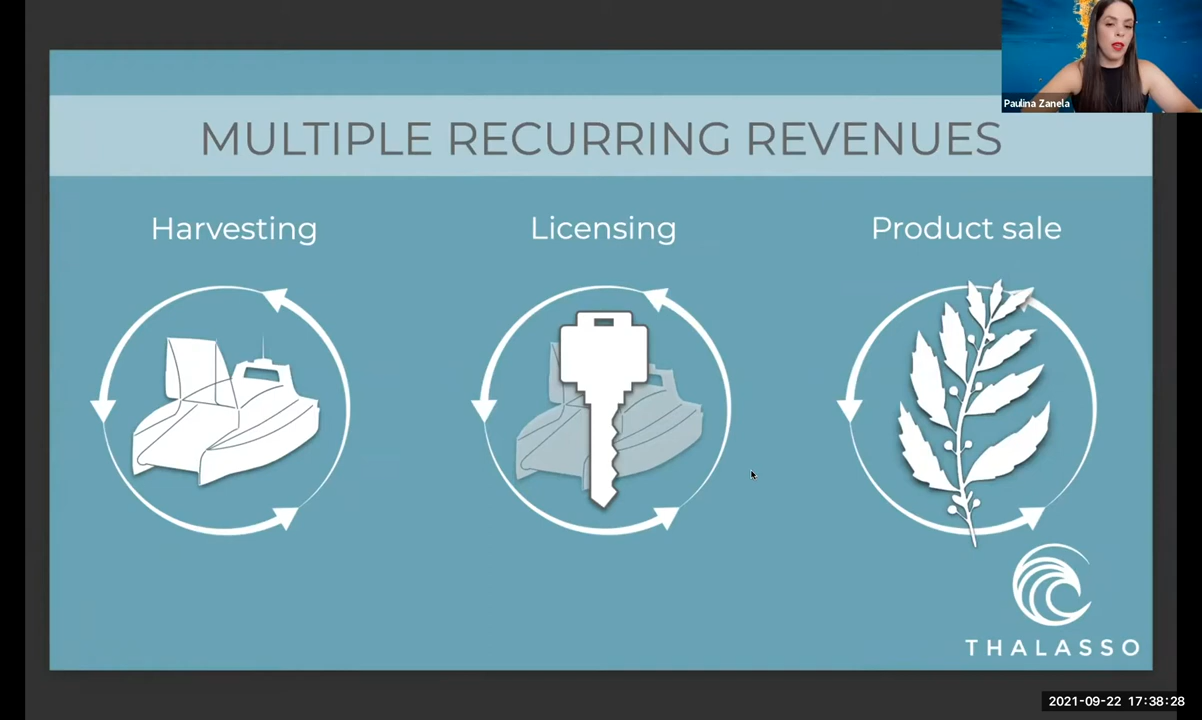 Paulina Zanela
MULTIPLE RECURRING REVENUES
Harvesting
Licensing
Product sale
THALASSO
2021-09-22 17:38:28